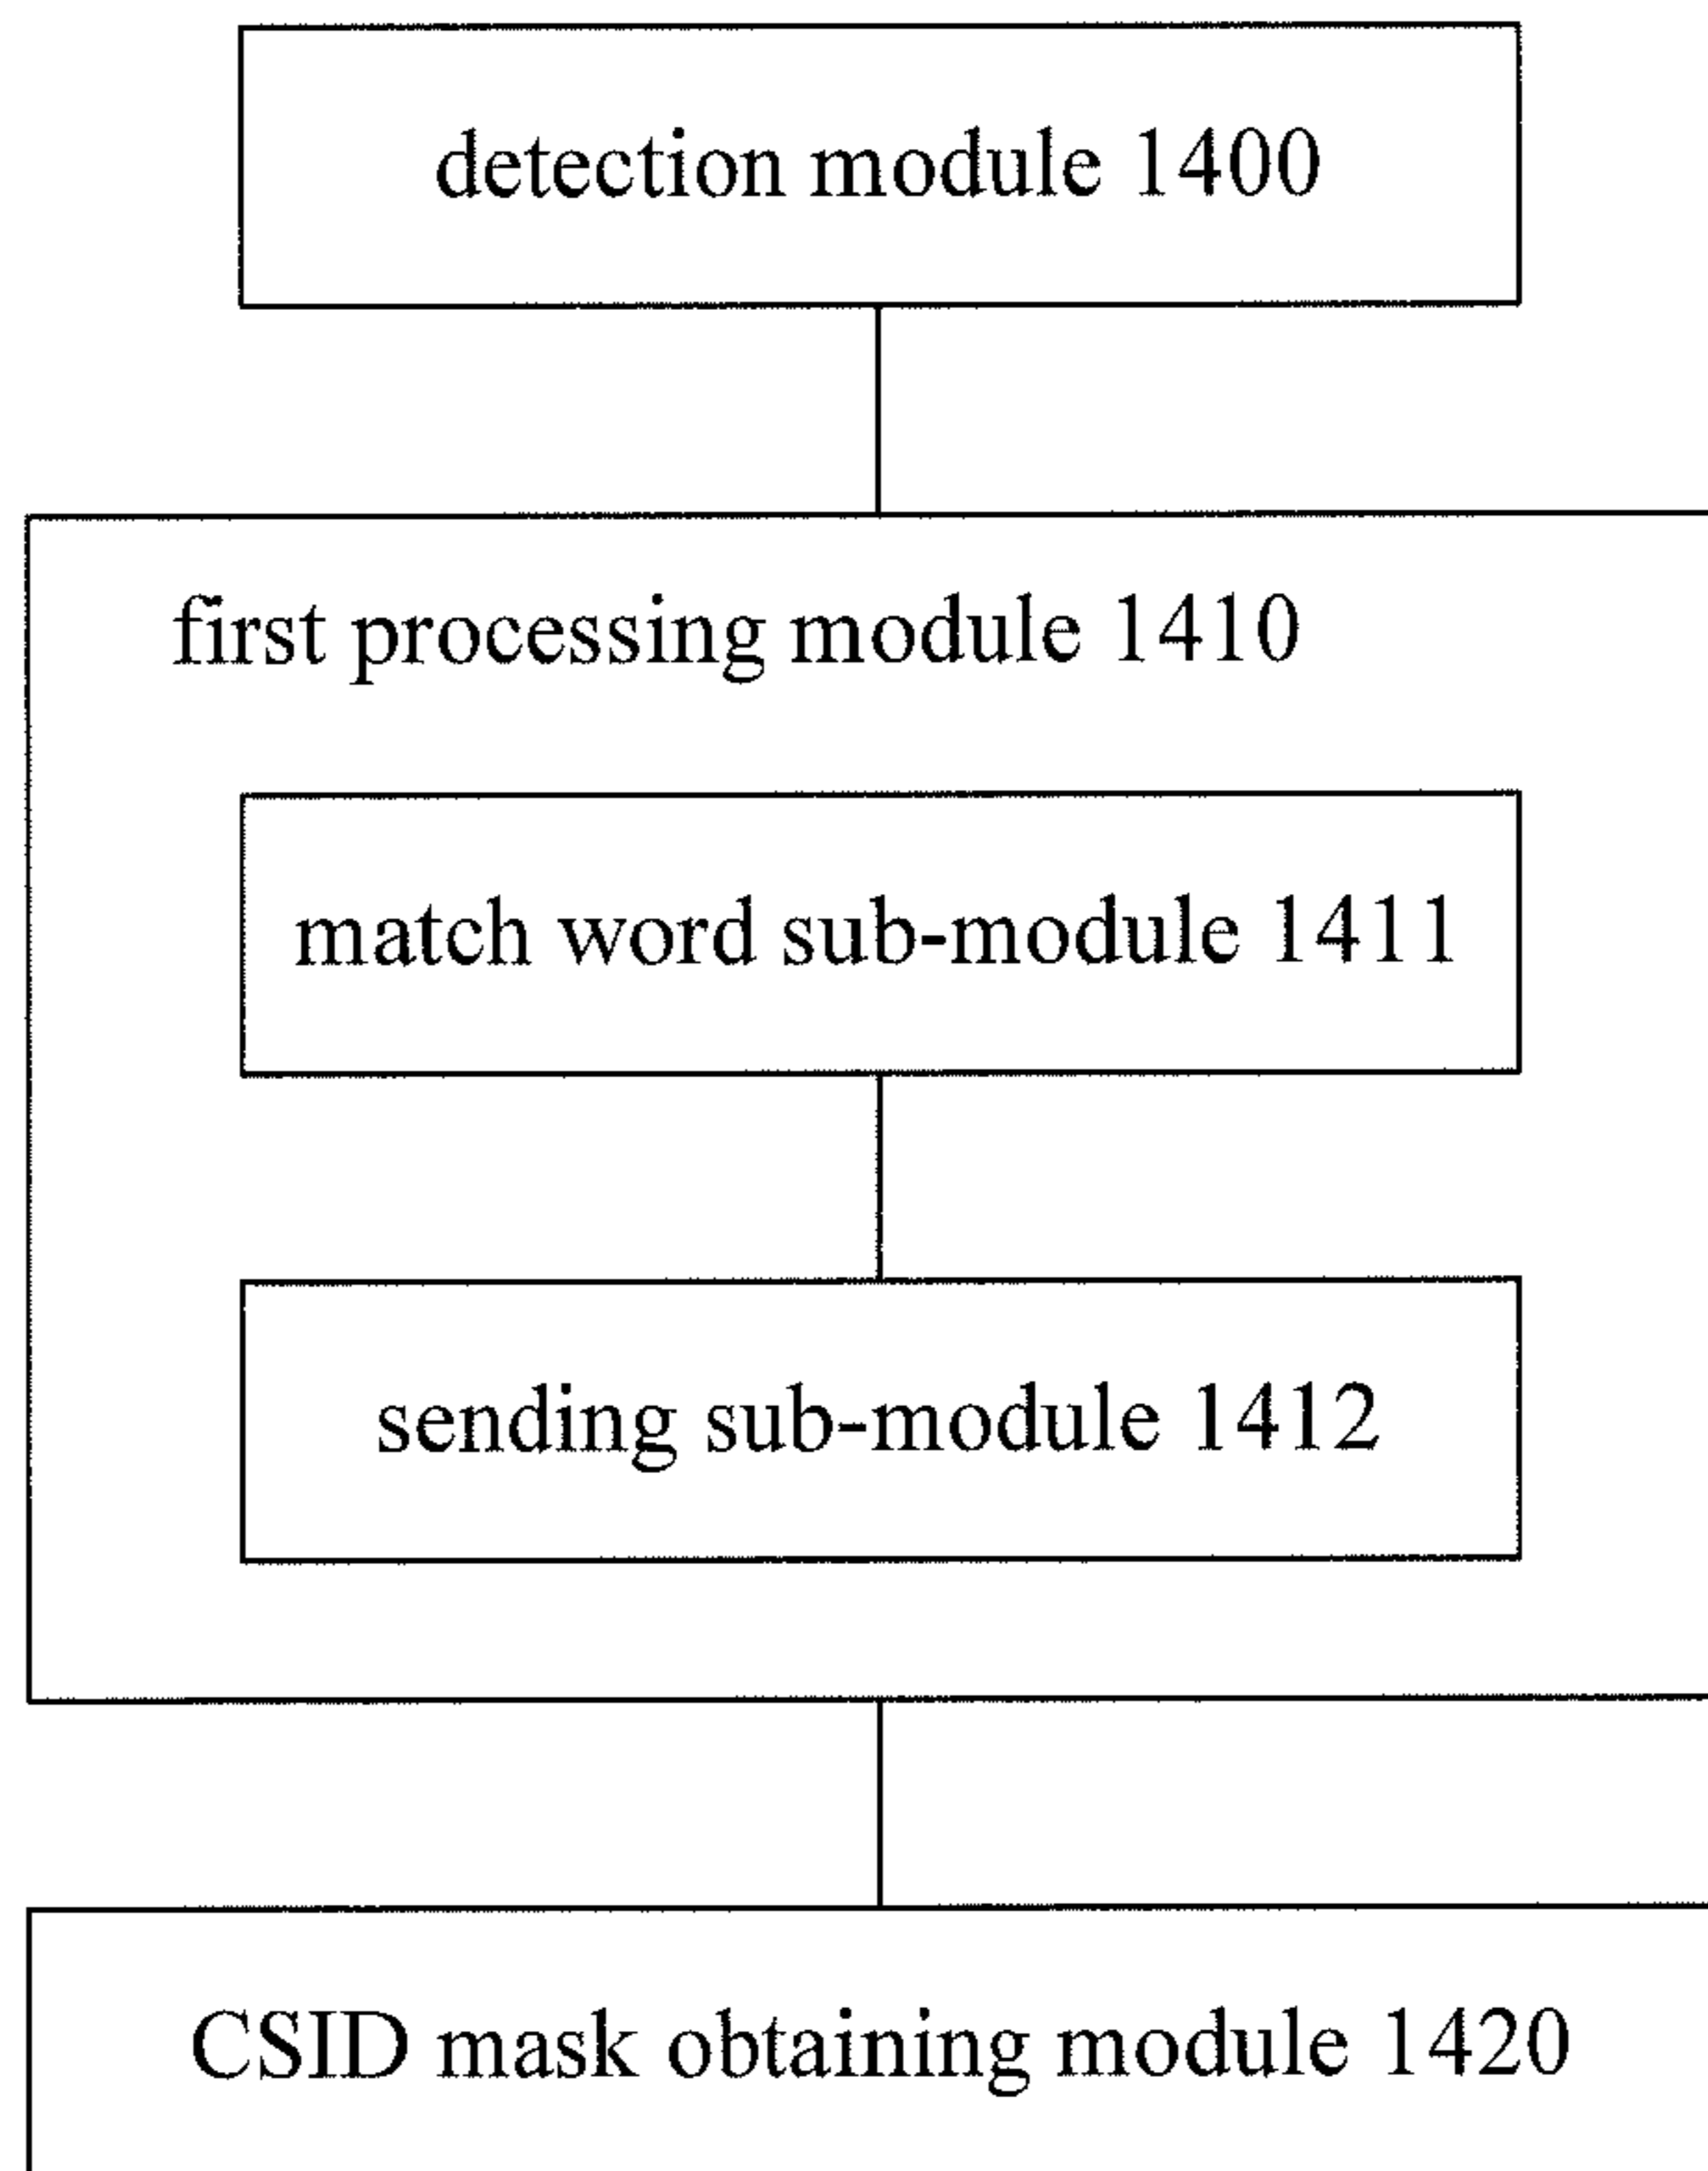 detection module 1400
first processing module 1410
match word sub-module 1411
sending sub-module 1412
CSID mask obtaining module 1420